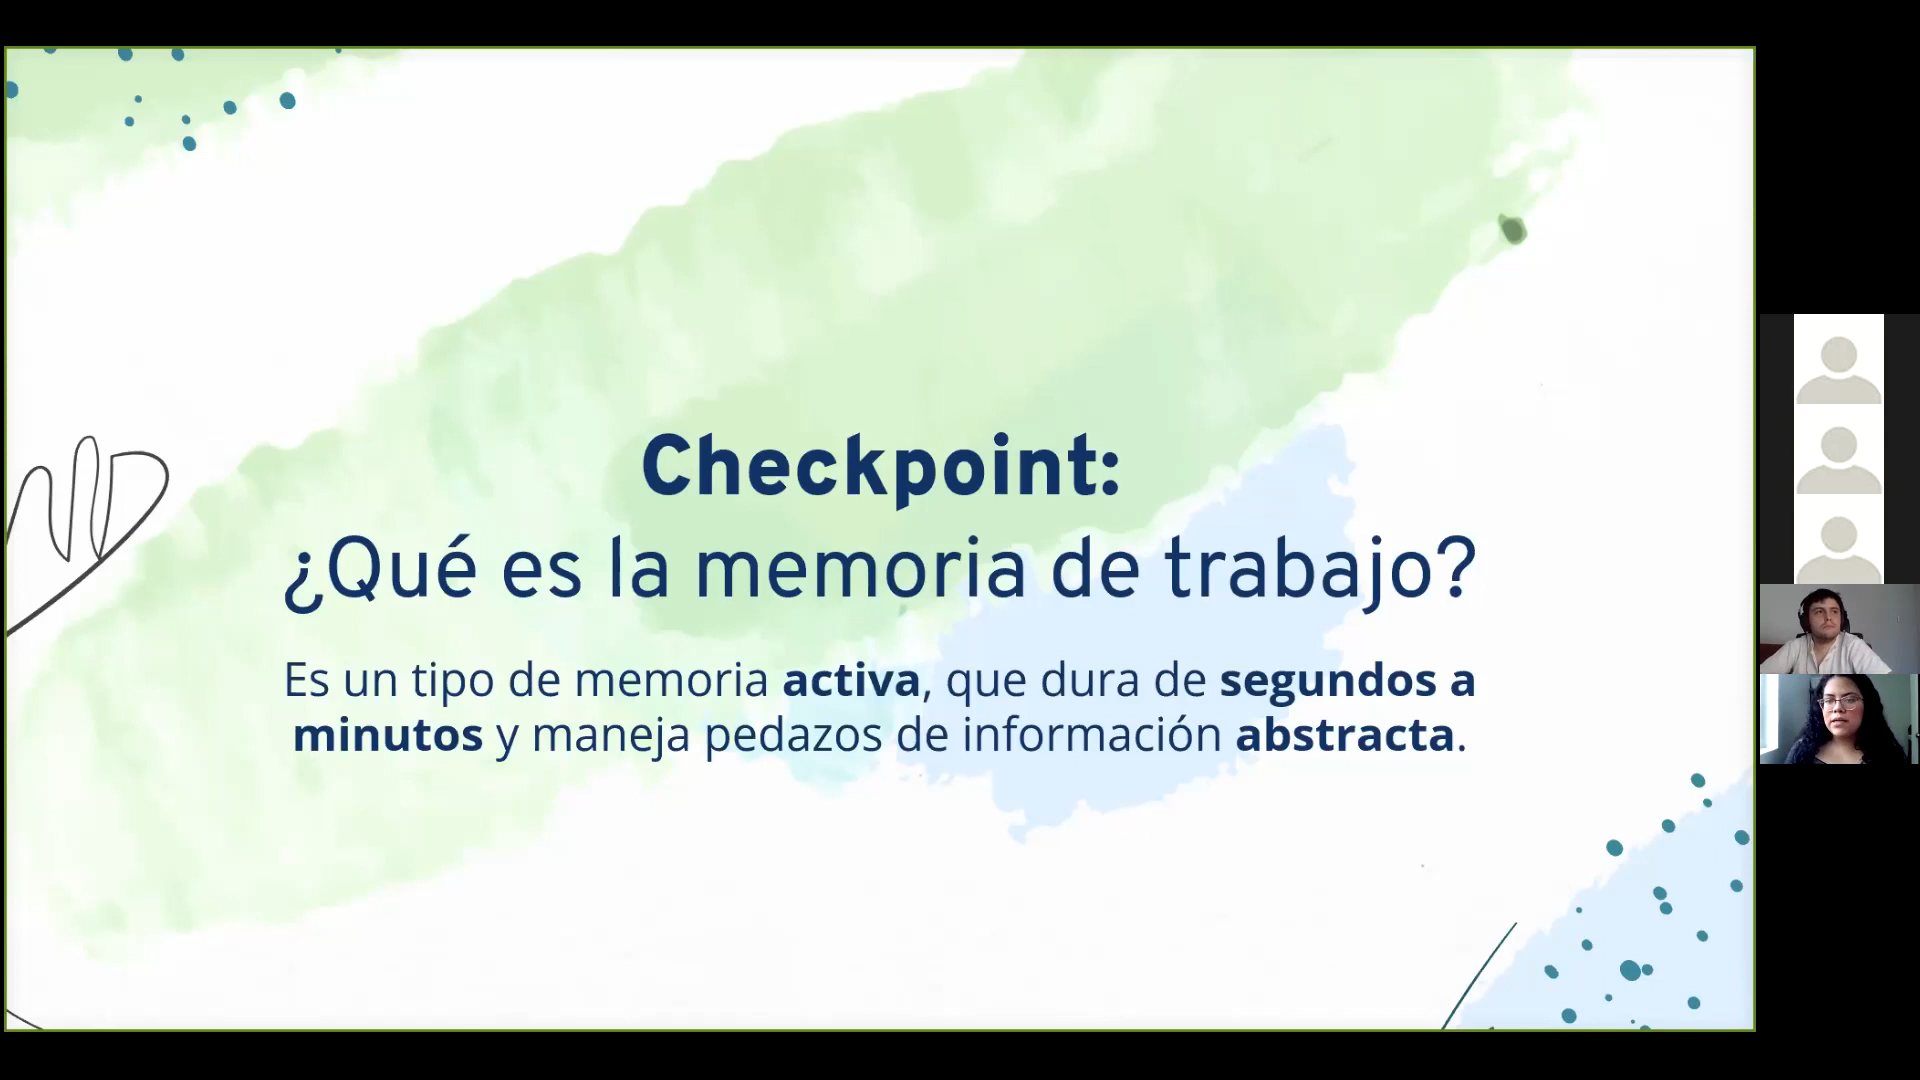 Checkpoint:
¿Qué es la memoria de trabajo?
Es un tipo de memoria activa, que dura de segundos a
minutos y maneja pedazos de información abstracta.